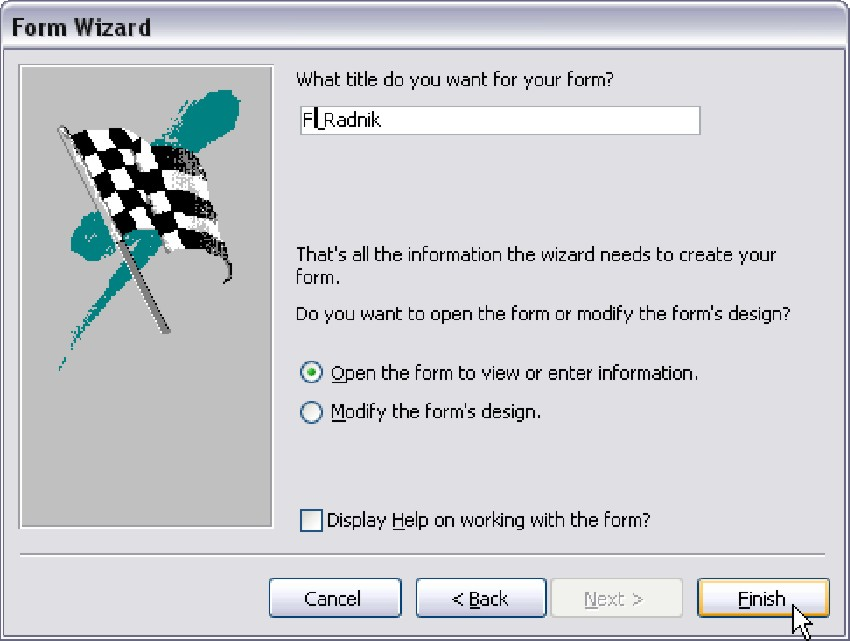 Form Wizard
What title do you want for your form?
F_Radnik
That's all the information the wizard needs to create your
form.
Do you want to open the form or modify the form's design?
Open the form to view or enter information.
Modify the form's design.
Display Help on working with the form?
Cancel
< Back
Next >
Finish